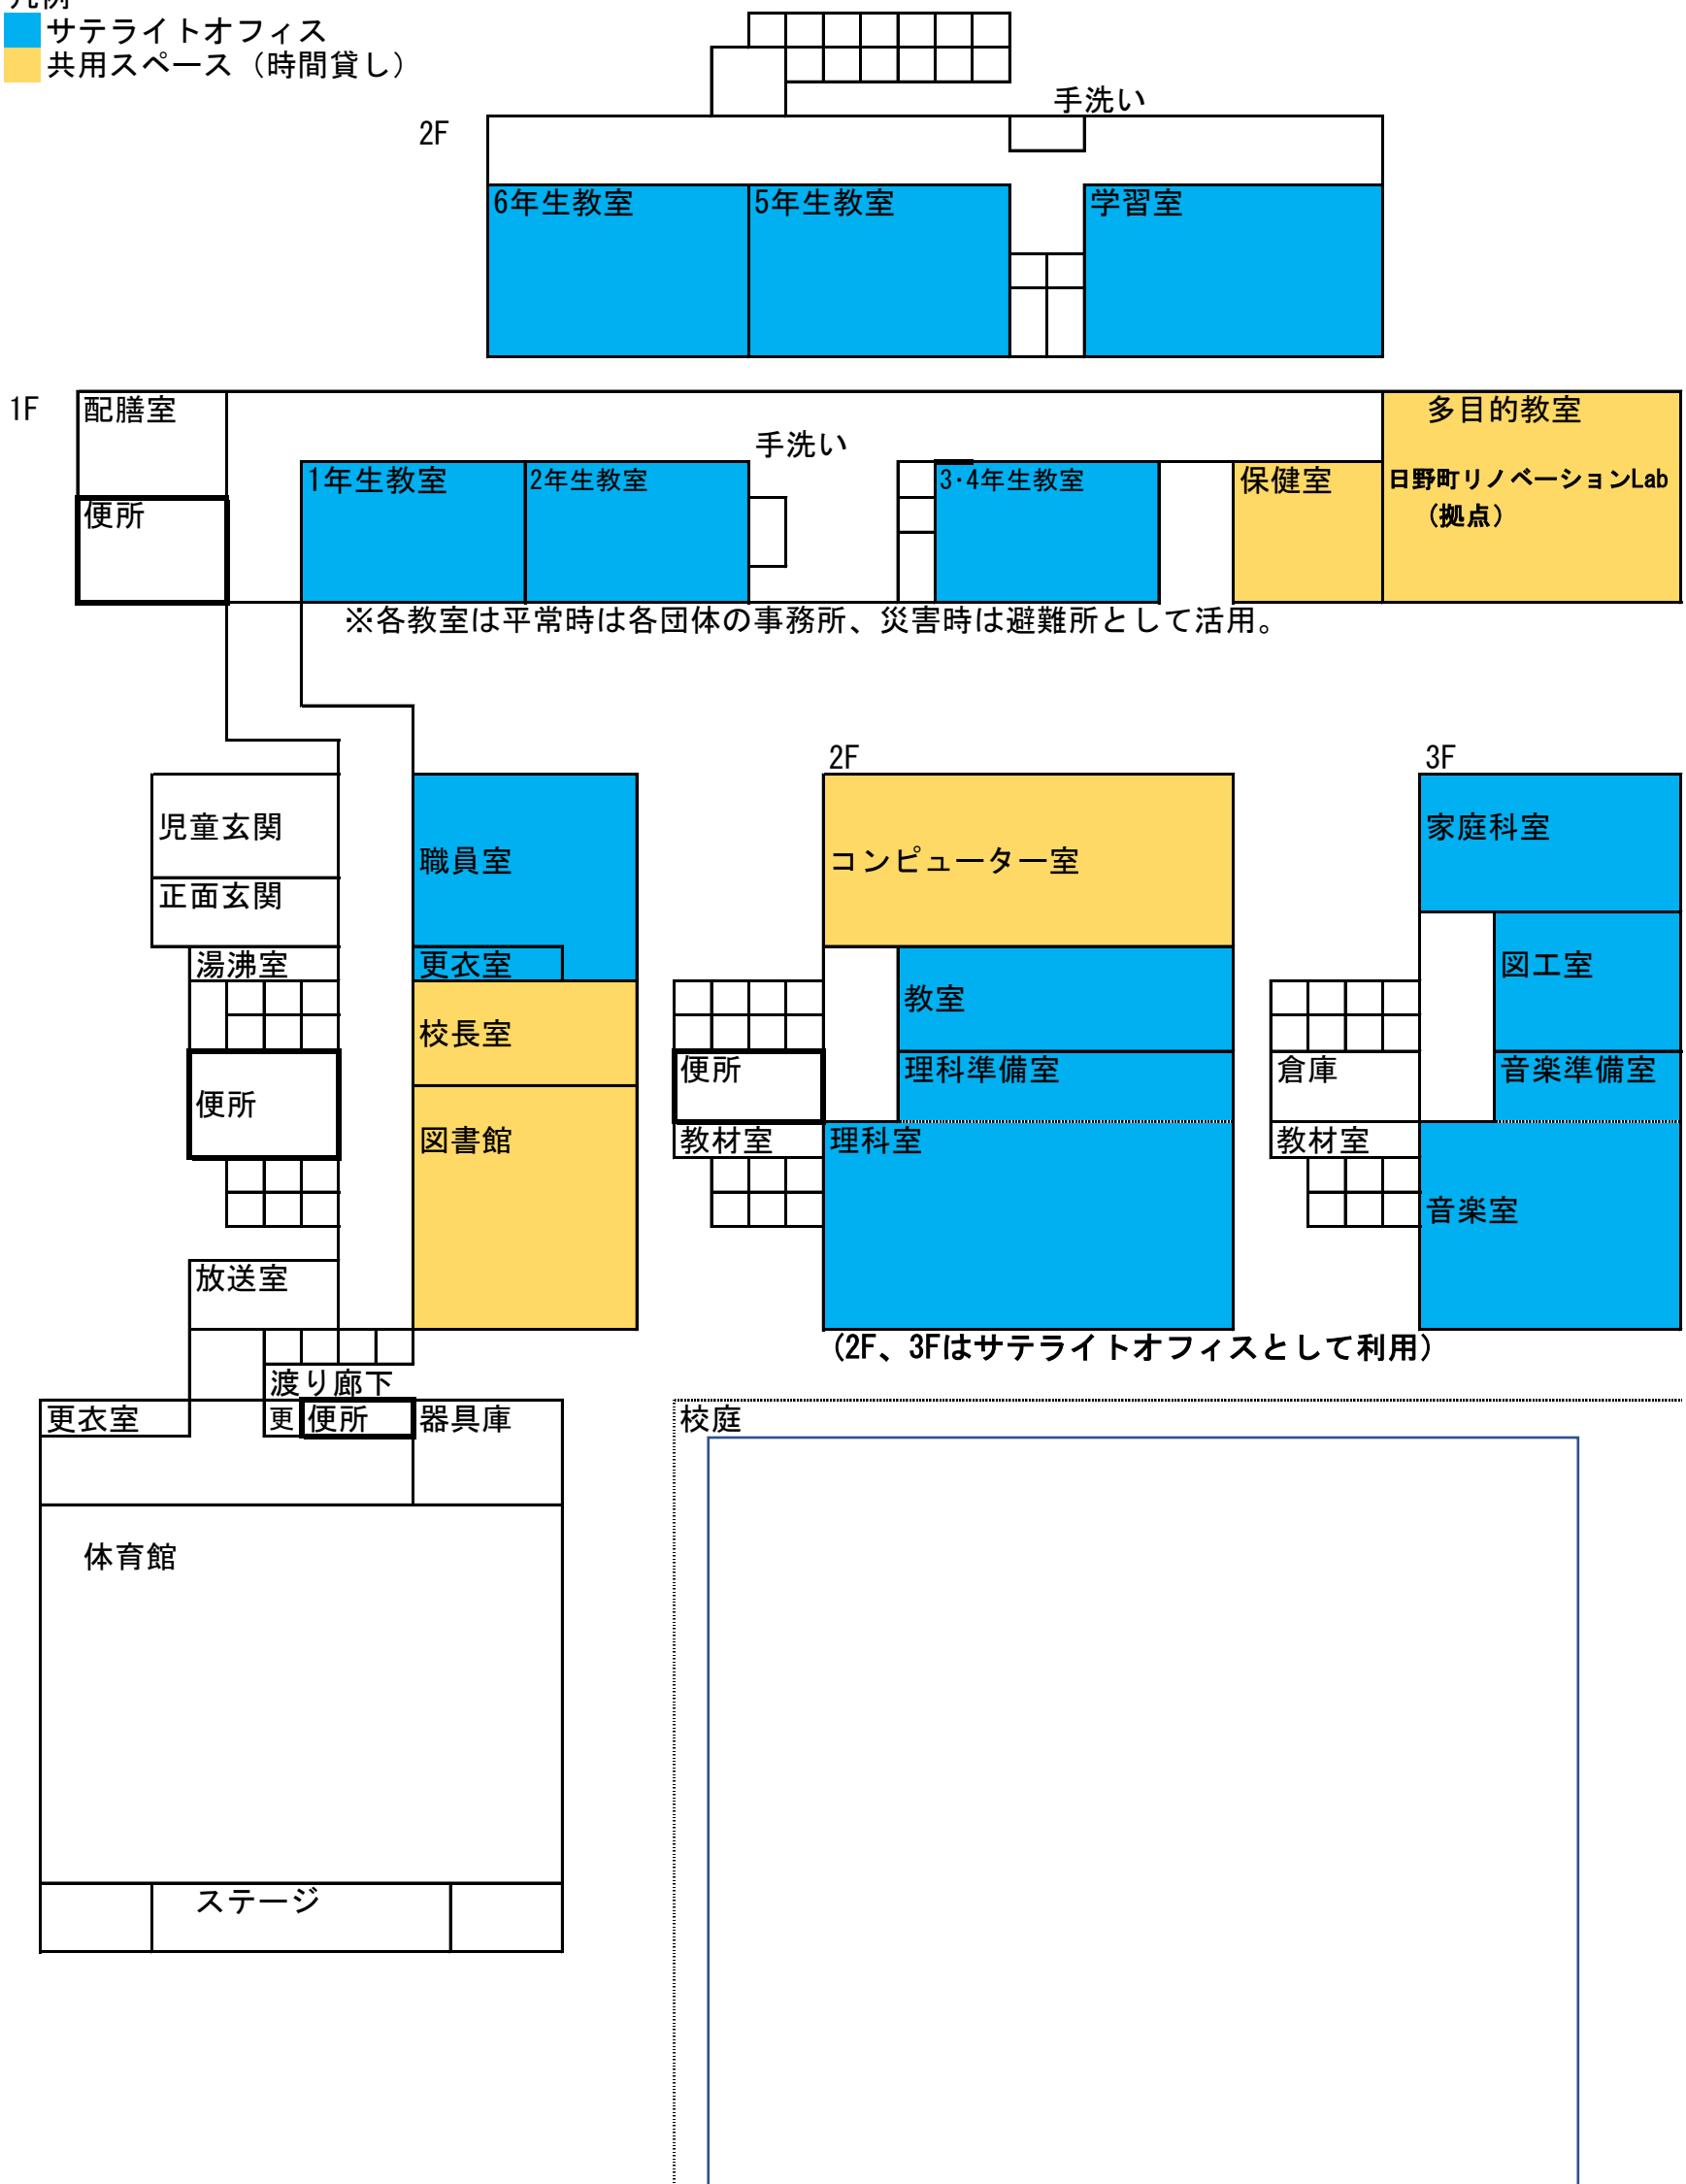 凡例
サテライトオフィス
共用スペース（時間貸し）
手洗い
2F
6年生教室
5年生教室
学習室
1F
配膳室
多目的教室
手洗い
1年生教室
2年生教室
3・4年生教室
保健室
日野町リノベーションLab
（拠点）
便所
※各教室は平常時は各団体の事務所、災害時は避難所として活用。
2F
3F
児童玄関
職員室
コンピューター室
家庭科室
正面玄関
湯沸室
更衣室
教室
図工室
校長室
便所
便所
理科準備室
倉庫
音楽準備室
図書館
教材室
理科室
教材室
音楽室
放送室
（2F、3Fはサテライトオフィスとして利用）
渡り廊下
更衣室
更
便所
器具庫
校庭
体育館
ステージ